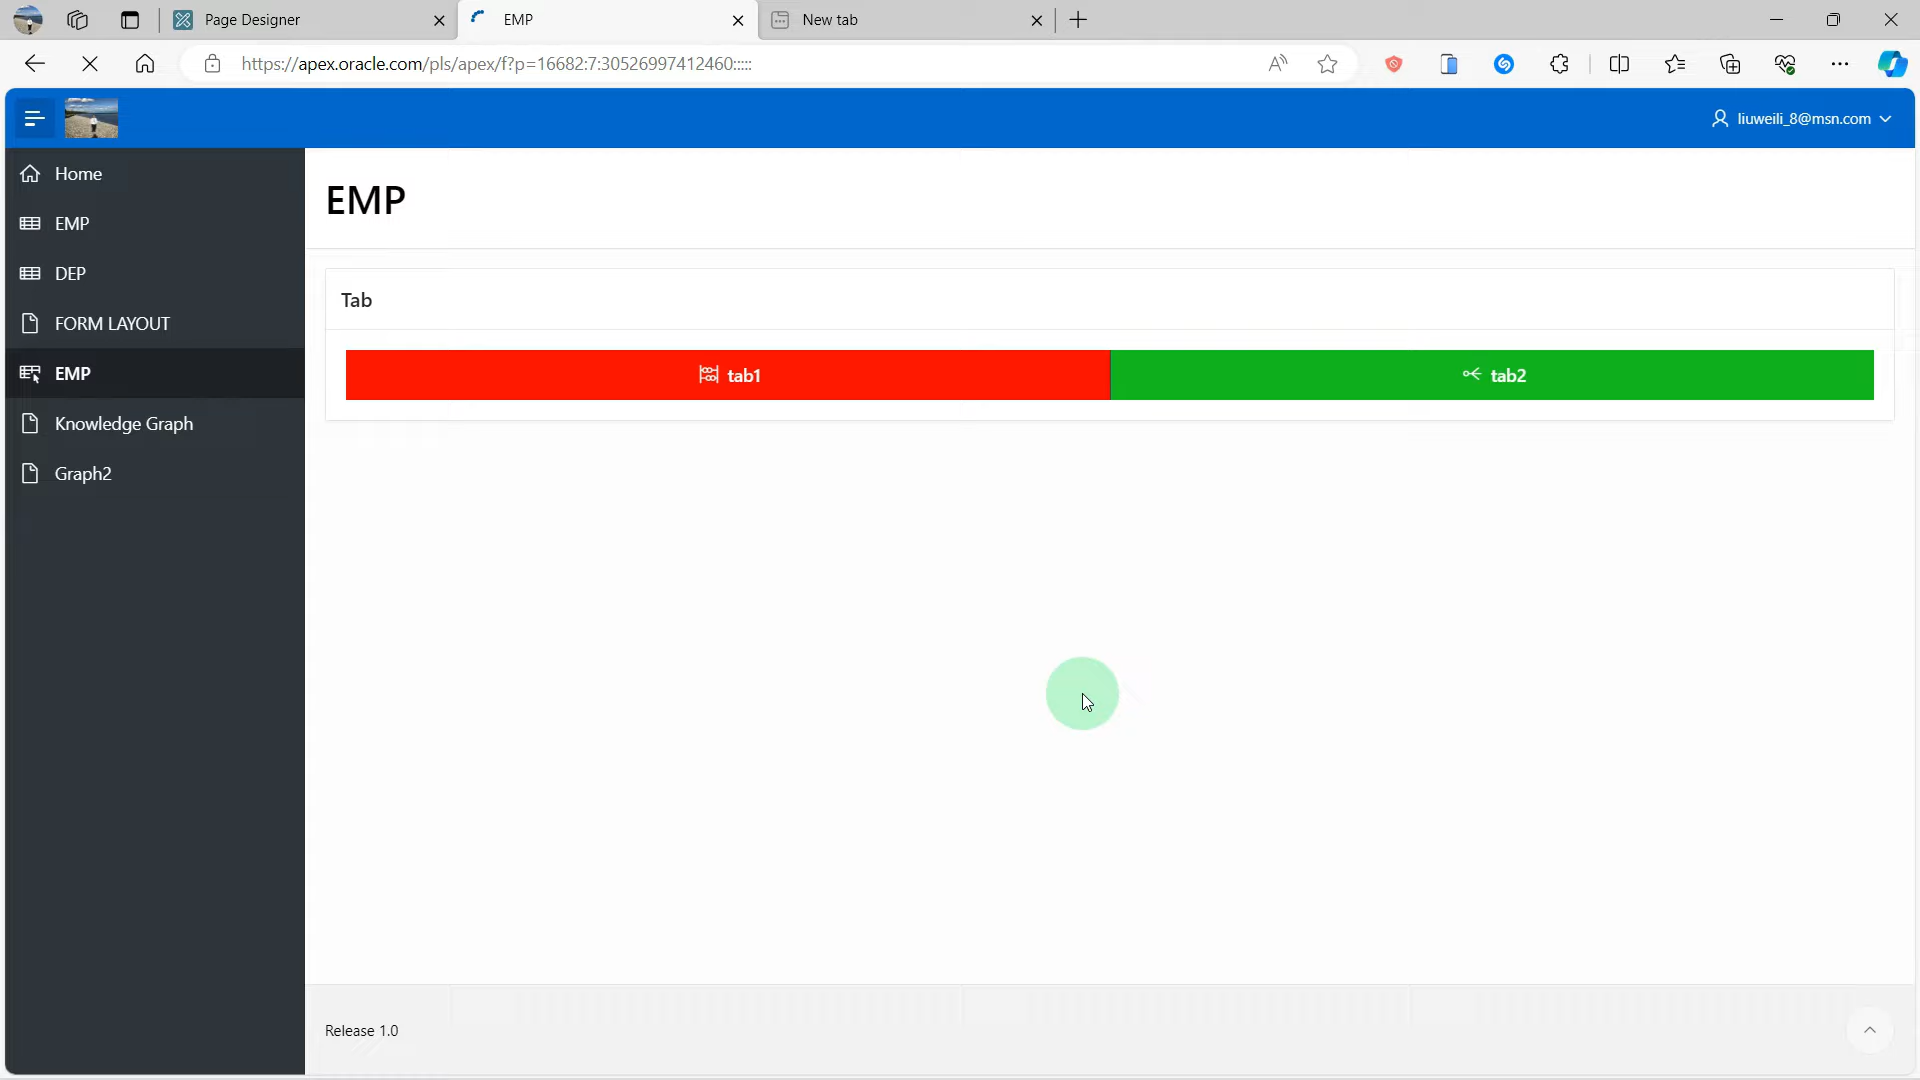 Page Designer
EMP
New tab
https://apex.oracle.com/pls/apex/f?p=16682:7:30526997412460:::::
liuweili_8@msn.com
Home
EMP
DEP
FORM LAYOUT
EMP
Knowledge Graph
Graph2
EMP
Tab
tab1
tab2
Release 1.0